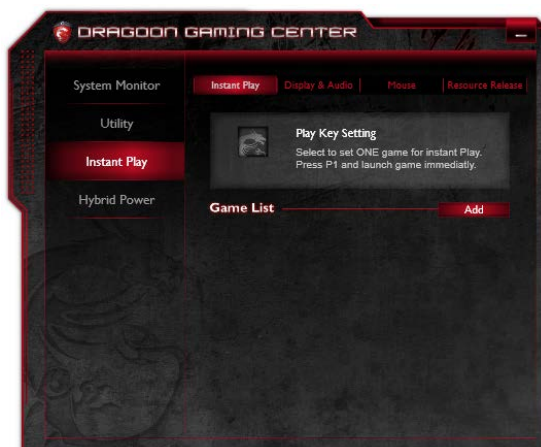 DRAGOON GAMING CENTER
System Monitor
Utility
Instant Play
Hybrid Power
Instant Play
Display & Audio
Mouse
Resource Release
Play Key Setting
Select to set ONE game for instant Play.
Press P1 and launch game immediatly.
Game List
Add